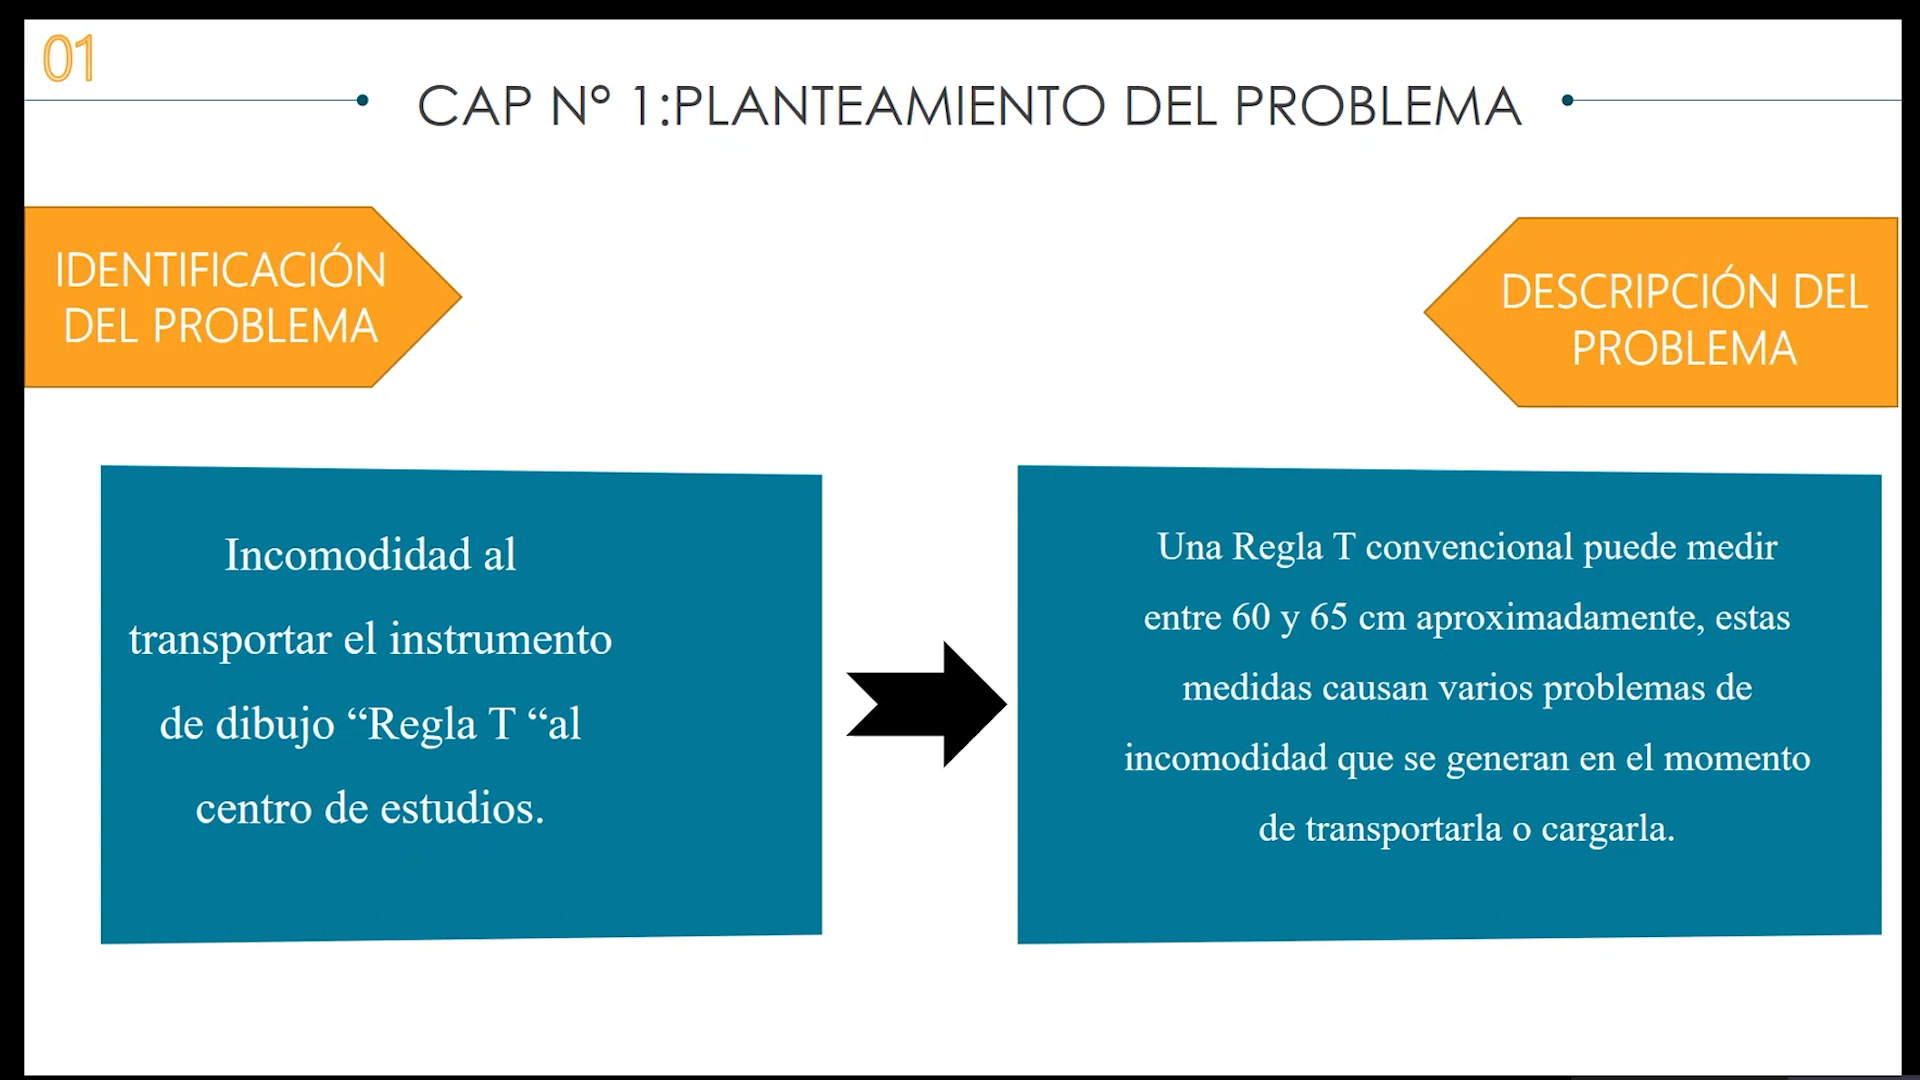 01
CAP N° 1:PLANTEAMIENTO DEL PROBLEMA
IDENTIFICACIÓN
DEL PROBLEMA
DESCRIPCIÓN DEL
PROBLEMA
Incomodidad al
transportar el instrumento
de dibujo “Regla T “al
centro de estudios.
Una Regla T convencional puede medir
entre 60 y 65 cm aproximadamente, estas
medidas causan varios problemas de
incomodidad que se generan en el momento
de transportarla o cargarla.